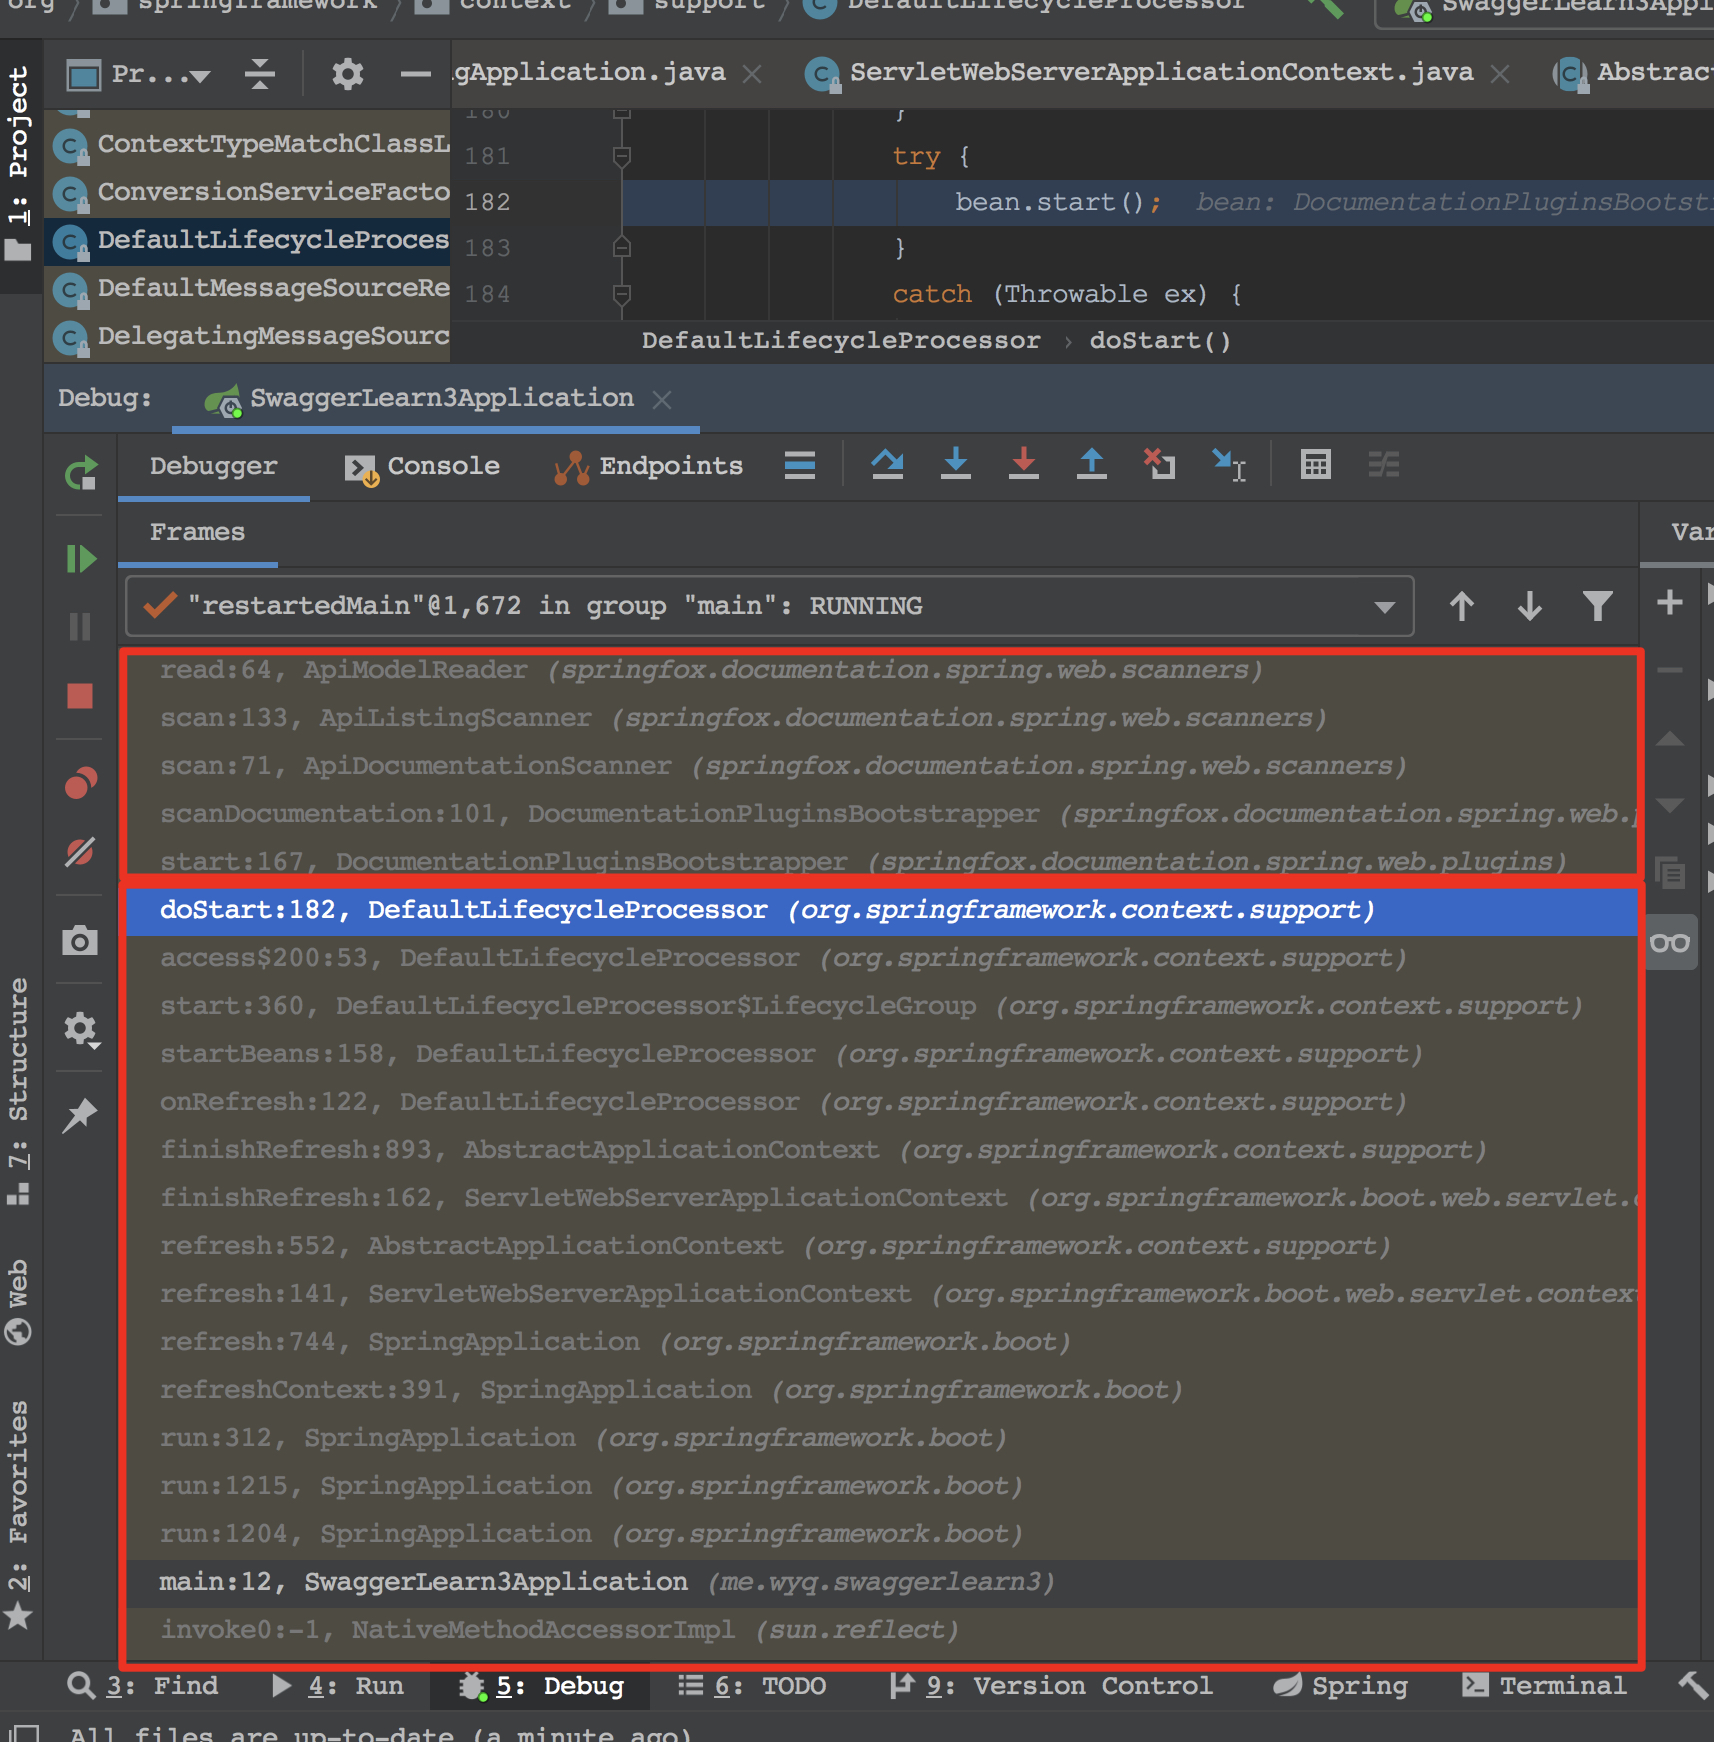 org springframework context support DefaultLifecycleProcessor SwaggerLearn3Appl
1: Project
Pr...
gApplication.java ServletWebServerApplicationContext.java Abstrac
ContextTypeMatchClassL
ConversionServiceFacto
DefaultLifecycleProces
DefaultMessageSourceRe
DelegatingMessageSourc
180 }
181 try {
182 bean.start(); bean: DocumentationPluginsBootst
183 }
184 catch (Throwable ex) {
DefaultLifecycleProcessor › doStart()
Debug: SwaggerLearn3Application
Debugger Console Endpoints
Frames Var
"restartedMain"@1,672 in group "main": RUNNING
read:64, ApiModelReader (springfox.documentation.spring.web.scanners)
scan:133, ApiListingScanner (springfox.documentation.spring.web.scanners)
scan:71, ApiDocumentationScanner (springfox.documentation.spring.web.scanners)
scanDocumentation:101, DocumentationPluginsBootstrapper (springfox.documentation.spring.web.p
start:167, DocumentationPluginsBootstrapper (springfox.documentation.spring.web.plugins)
doStart:182, DefaultLifecycleProcessor (org.springframework.context.support)
access$200:53, DefaultLifecycleProcessor (org.springframework.context.support)
start:360, DefaultLifecycleProcessor$LifecycleGroup (org.springframework.context.support)
startBeans:158, DefaultLifecycleProcessor (org.springframework.context.support)
onRefresh:122, DefaultLifecycleProcessor (org.springframework.context.support)
finishRefresh:893, AbstractApplicationContext (org.springframework.context.support)
finishRefresh:162, ServletWebServerApplicationContext (org.springframework.boot.web.servlet.c
refresh:552, AbstractApplicationContext (org.springframework.context.support)
refresh:141, ServletWebServerApplicationContext (org.springframework.boot.web.servlet.context
refresh:744, SpringApplication (org.springframework.boot)
refreshContext:391, SpringApplication (org.springframework.boot)
run:312, SpringApplication (org.springframework.boot)
run:1215, SpringApplication (org.springframework.boot)
run:1204, SpringApplication (org.springframework.boot)
main:12, SwaggerLearn3Application (me.wyq.swaggerlearn3)
invoke0:-1, NativeMethodAccessorImpl (sun.reflect)
7: Structure
Web
2: Favorites
3: Find 4: Run 5: Debug 6: TODO 9: Version Control Spring Terminal
All files are up-to-date (a minute ago)